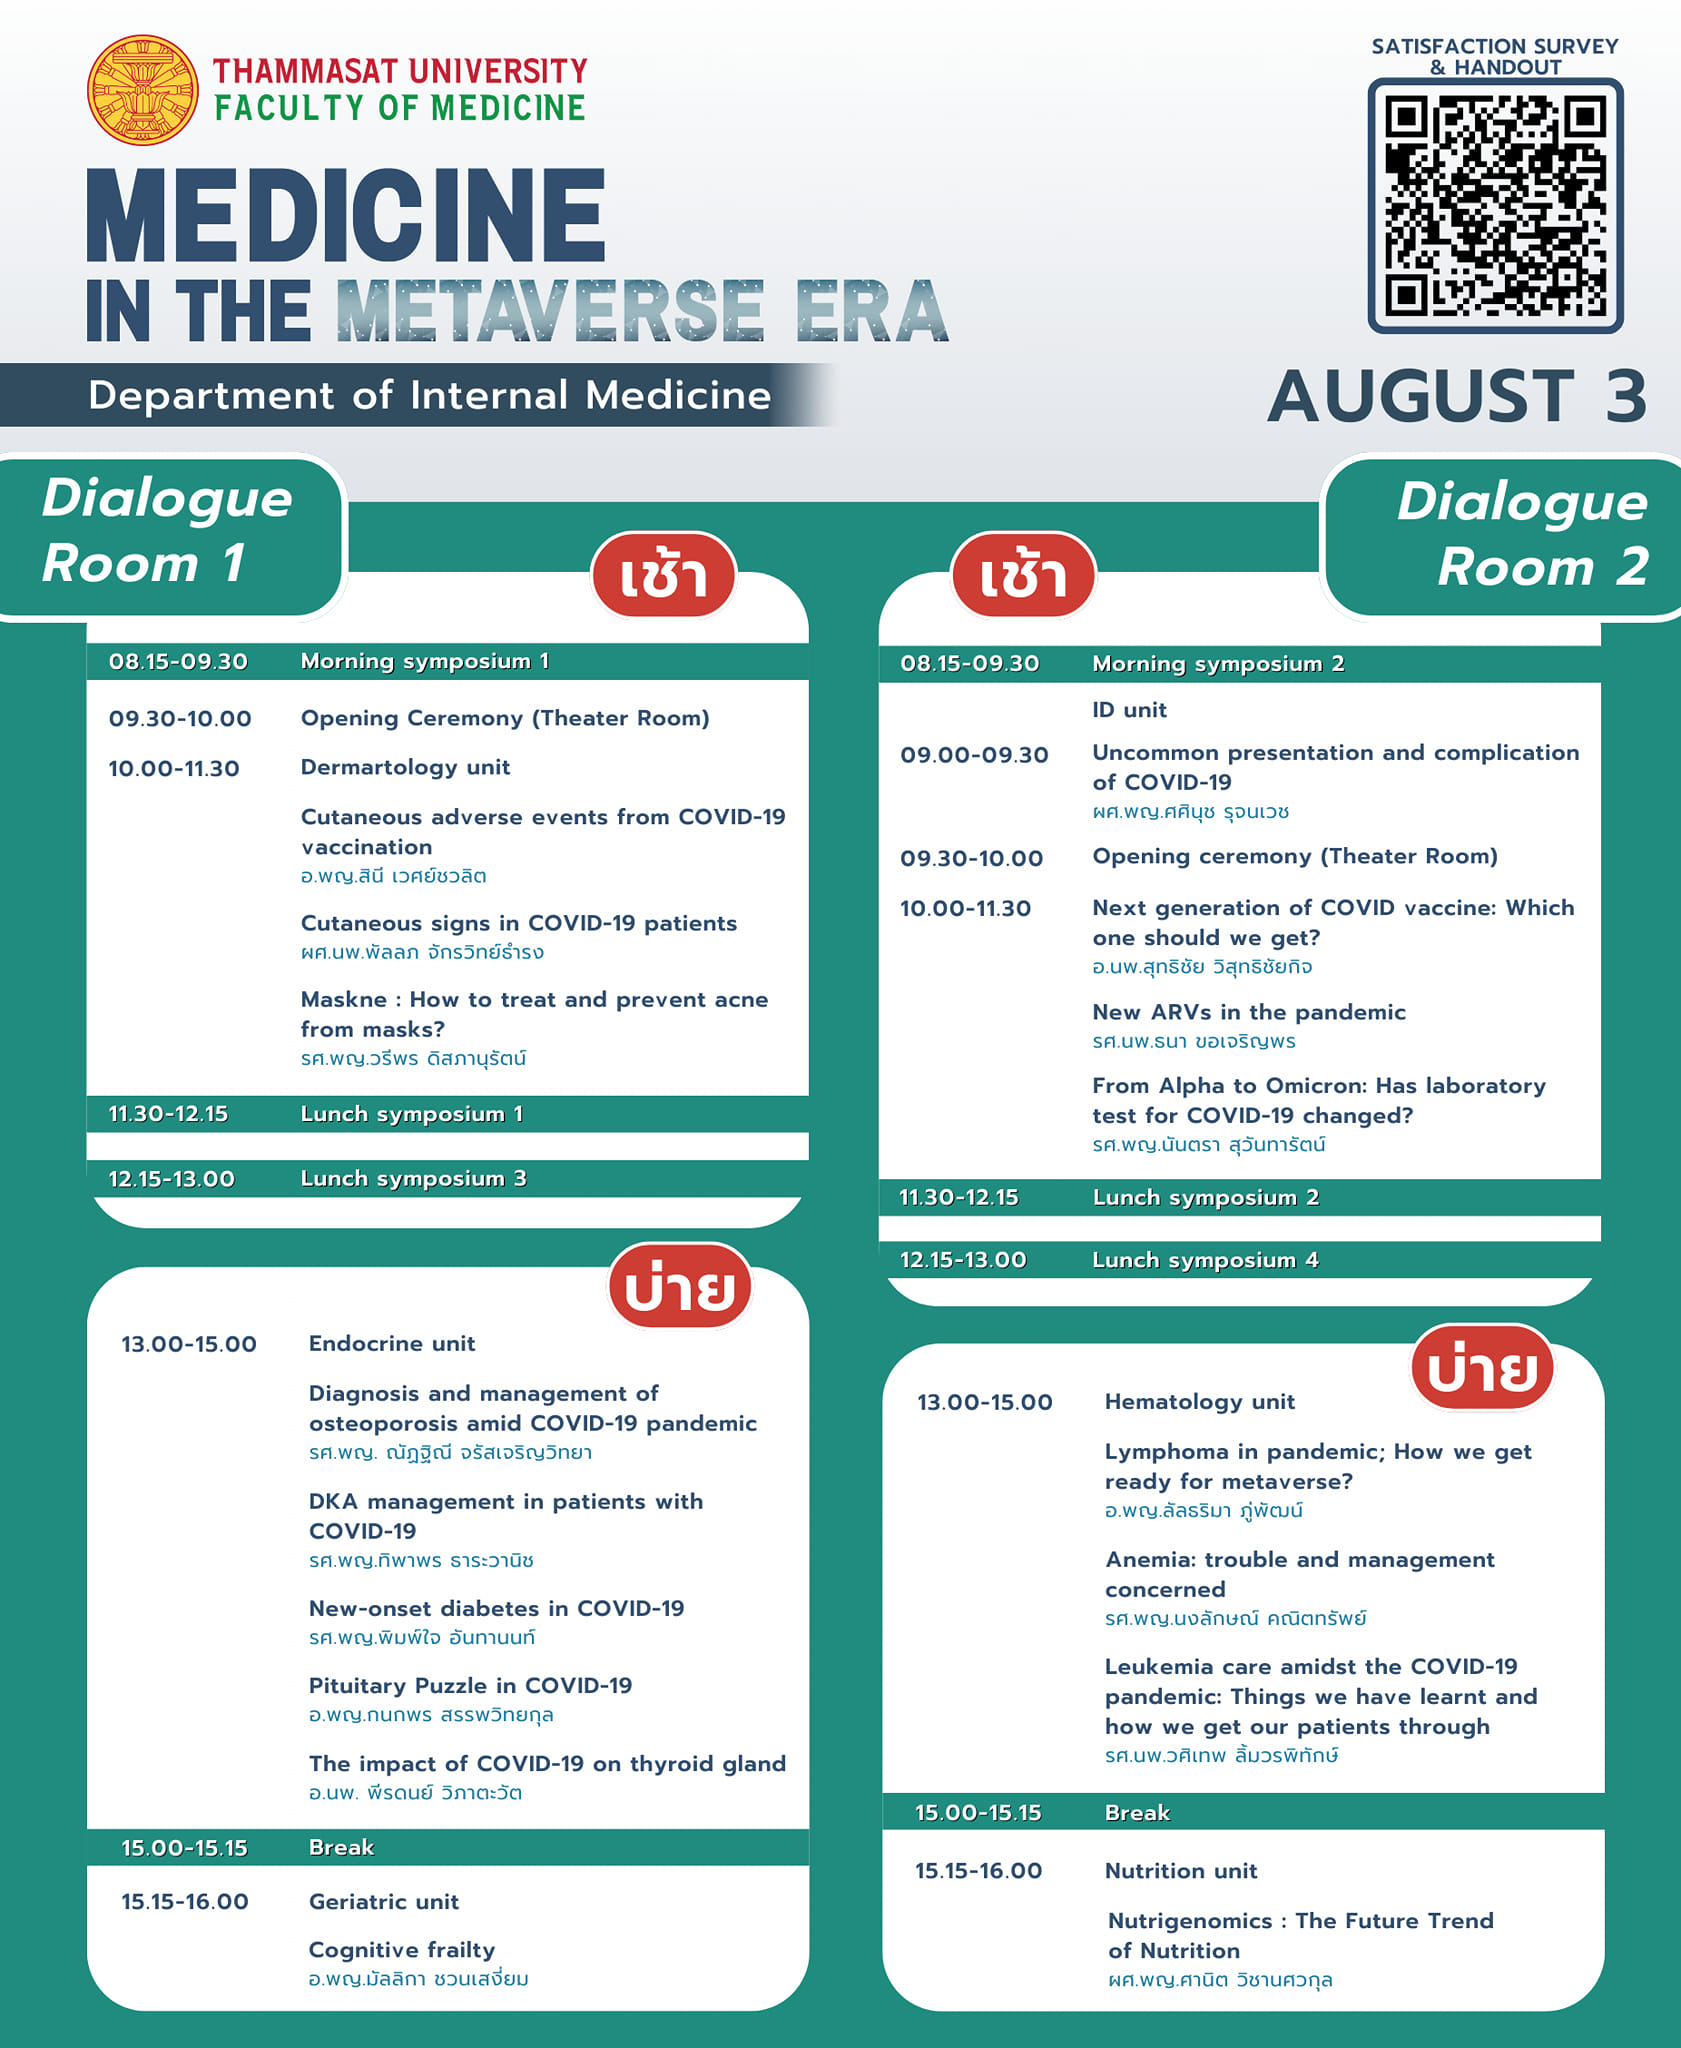 THAMMASAT UNIVERSITY
FACULTY OF MEDICINE
SATISFACTION SURVEY
& HANDOUT
MEDICINE
IN THE METAVERSE ERA
Department of Internal Medicine
AUGUST 3
Dialogue
Room 1
เช้า
08.15-09.30 Morning symposium 1
09.30-10.00 Opening Ceremony (Theater Room)
10.00-11.30 Dermartology unit
Cutaneous adverse events from COVID-19
vaccination
อ.พญ.สินี เวศย์ชวลิต
Cutaneous signs in COVID-19 patients
ผศ.นพ.พัลลภ จักรวิทย์ธำรง
Maskne : How to treat and prevent acne
from masks?
รศ.พญ.วรีพร ดิสภานุรัตน์
11.30-12.15 Lunch symposium 1
12.15-13.00 Lunch symposium 3
บ่าย
13.00-15.00 Endocrine unit
Diagnosis and management of
osteoporosis amid COVID-19 pandemic
รศ.พญ. ณัฏฐิณี จรัสเจริญวิทยา
DKA management in patients with
COVID-19
รศ.พญ.ทิพาพร ธาระวานิช
New-onset diabetes in COVID-19
รศ.พญ.พิมพ์ใจ อันทานนท์
Pituitary Puzzle in COVID-19
อ.พญ.กนกพร สรรพวิทยกุล
The impact of COVID-19 on thyroid gland
อ.นพ. พีรดนย์ วิภาตะวัต
15.00-15.15 Break
15.15-16.00 Geriatric unit
Cognitive frailty
อ.พญ.มัลลิกา ชวนเสงี่ยม
Dialogue
Room 2
เช้า
08.15-09.30 Morning symposium 2
ID unit
09.00-09.30 Uncommon presentation and complication
of COVID-19
ผศ.พญ.ศศินุช รุจนเวช
09.30-10.00 Opening ceremony (Theater Room)
10.00-11.30 Next generation of COVID vaccine: Which
one should we get?
อ.นพ.สุทธิชัย วิสุทธิชัยกิจ
New ARVs in the pandemic
รศ.นพ.ธนา ขอเจริญพร
From Alpha to Omicron: Has laboratory
test for COVID-19 changed?
รศ.พญ.นันตรา สุวันทารัตน์
11.30-12.15 Lunch symposium 2
12.15-13.00 Lunch symposium 4
บ่าย
13.00-15.00 Hematology unit
Lymphoma in pandemic; How we get
ready for metaverse?
อ.พญ.ลัลธริมา ภู่พัฒน์
Anemia: trouble and management
concerned
รศ.พญ.นงลักษณ์ คณิตทรัพย์
Leukemia care amidst the COVID-19
pandemic: Things we have learnt and
how we get our patients through
รศ.นพ.วศิเทพ ลิ้มวรพิทักษ์
15.00-15.15 Break
15.15-16.00 Nutrition unit
Nutrigenomics : The Future Trend
of Nutrition
ผศ.พญ.ศานิต วิชานศวกุล